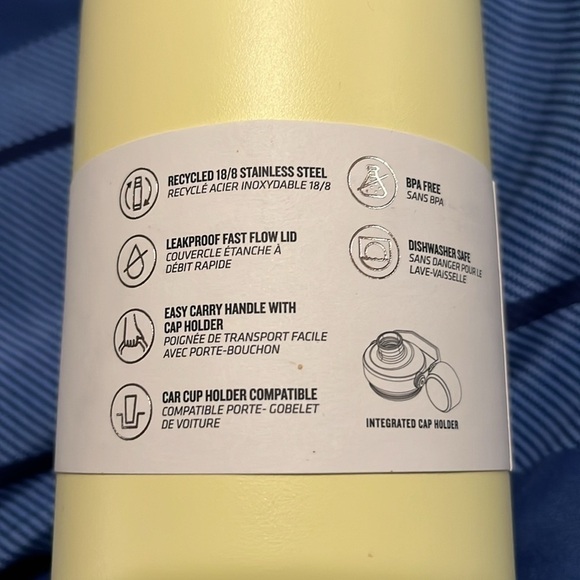 RECYCLED 18/8 STAINLESS STEEL
RECYCLÉ ACIER INOXYDABLE 18/8
LEAKPROOF FAST FLOW LID
COUVERCLE ÉTANCHE À
DÉBIT RAPIDE
EASY CARRY HANDLE WITH
CAP HOLDER
POIGNÉE DE TRANSPORT FACILE
AVEC PORTE-BOUCHON
CAR CUP HOLDER COMPATIBLE
COMPATIBLE PORTE- GOBELET
DE VOITURE
BPA FREE
SANS BPA
DISHWASHER SAFE
SANS DANGER POUR LE
LAVE-VAISSELLE
INTEGRATED CAP HOLDER